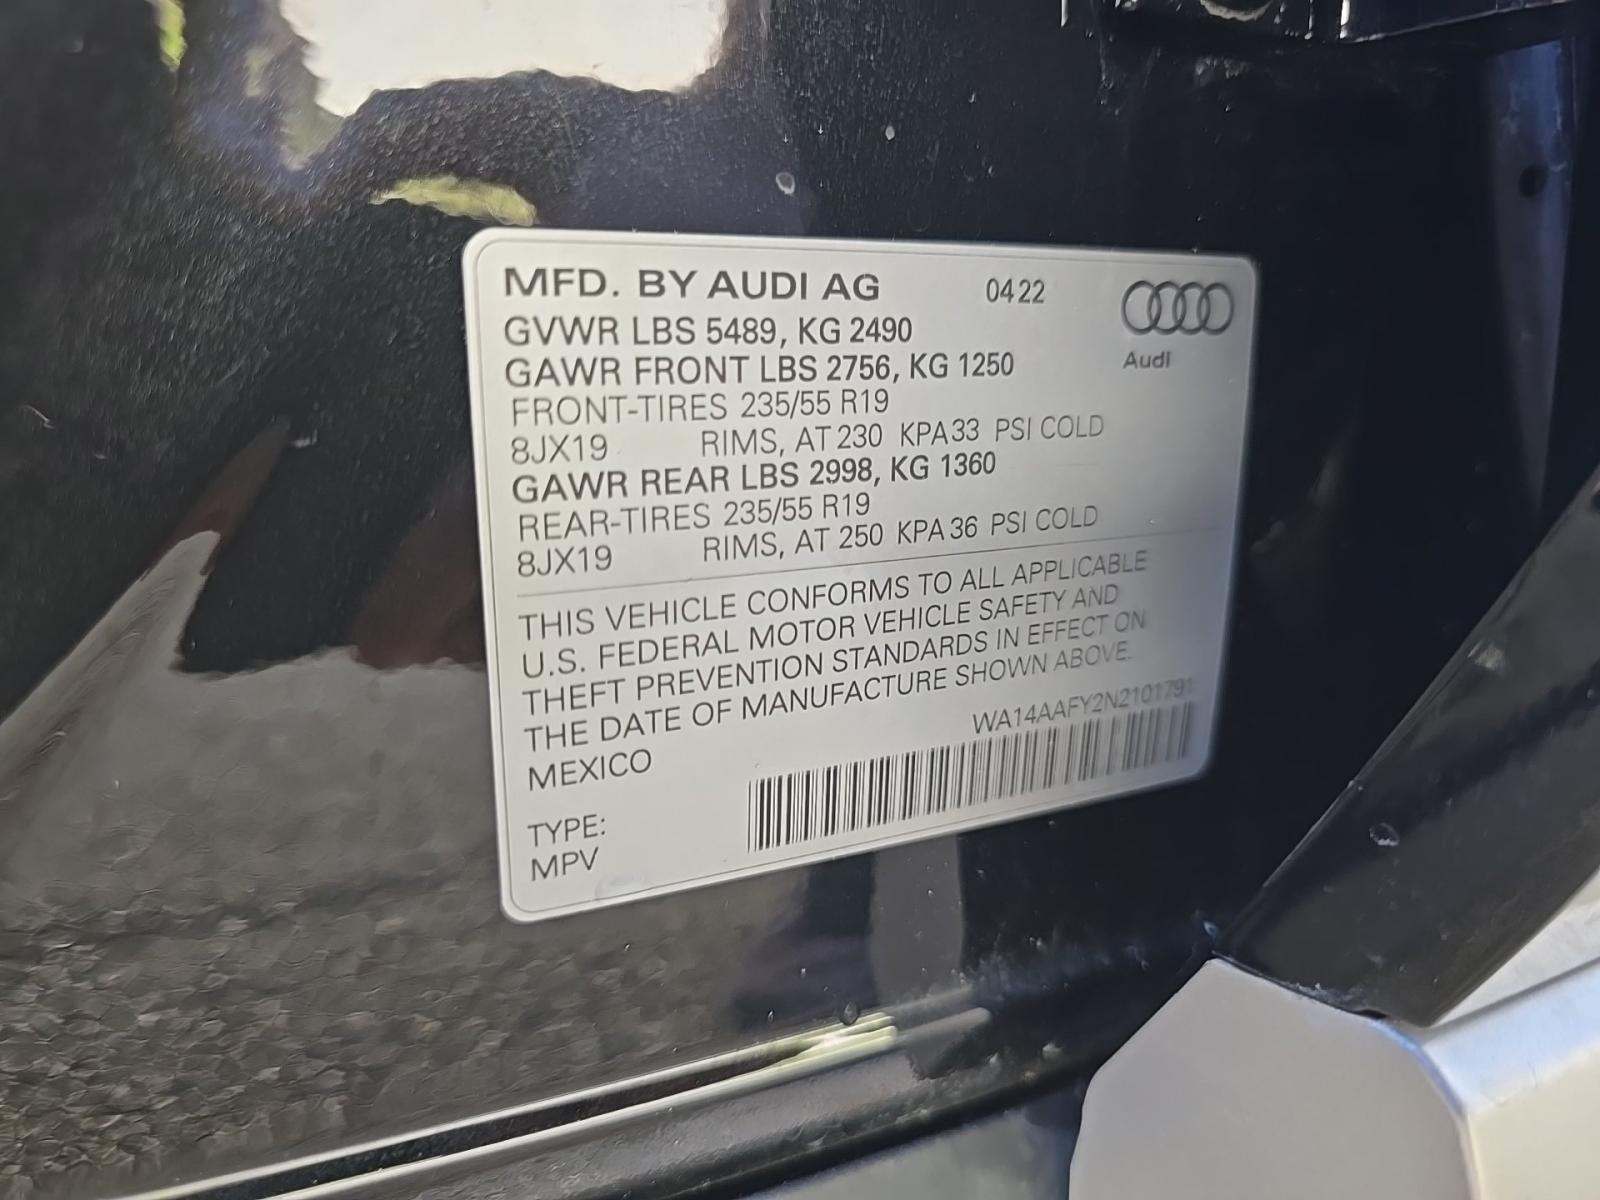 MFD. BY AUDI AG 0422
GVWR LBS 5489, KG 2490
GAWR FRONT LBS 2756, KG 1250
Audi
FRONT-TIRES 235/55 R19
8JX19 RIMS, AT 230 KPA 33 PSI COLD
GAWR REAR LBS 2998, KG 1360
REAR-TIRES 235/55 R19
8JX19 RIMS, AT 250 KPA 36 PSI COLD
THIS VEHICLE CONFORMS TO ALL APPLICABLE
U.S. FEDERAL MOTOR VEHICLE SAFETY AND
THEFT PREVENTION STANDARDS IN EFFECT ON
THE DATE OF MANUFACTURE SHOWN ABOVE.
WA14AAFY2N2101791
MEXICO
TYPE:
MPV